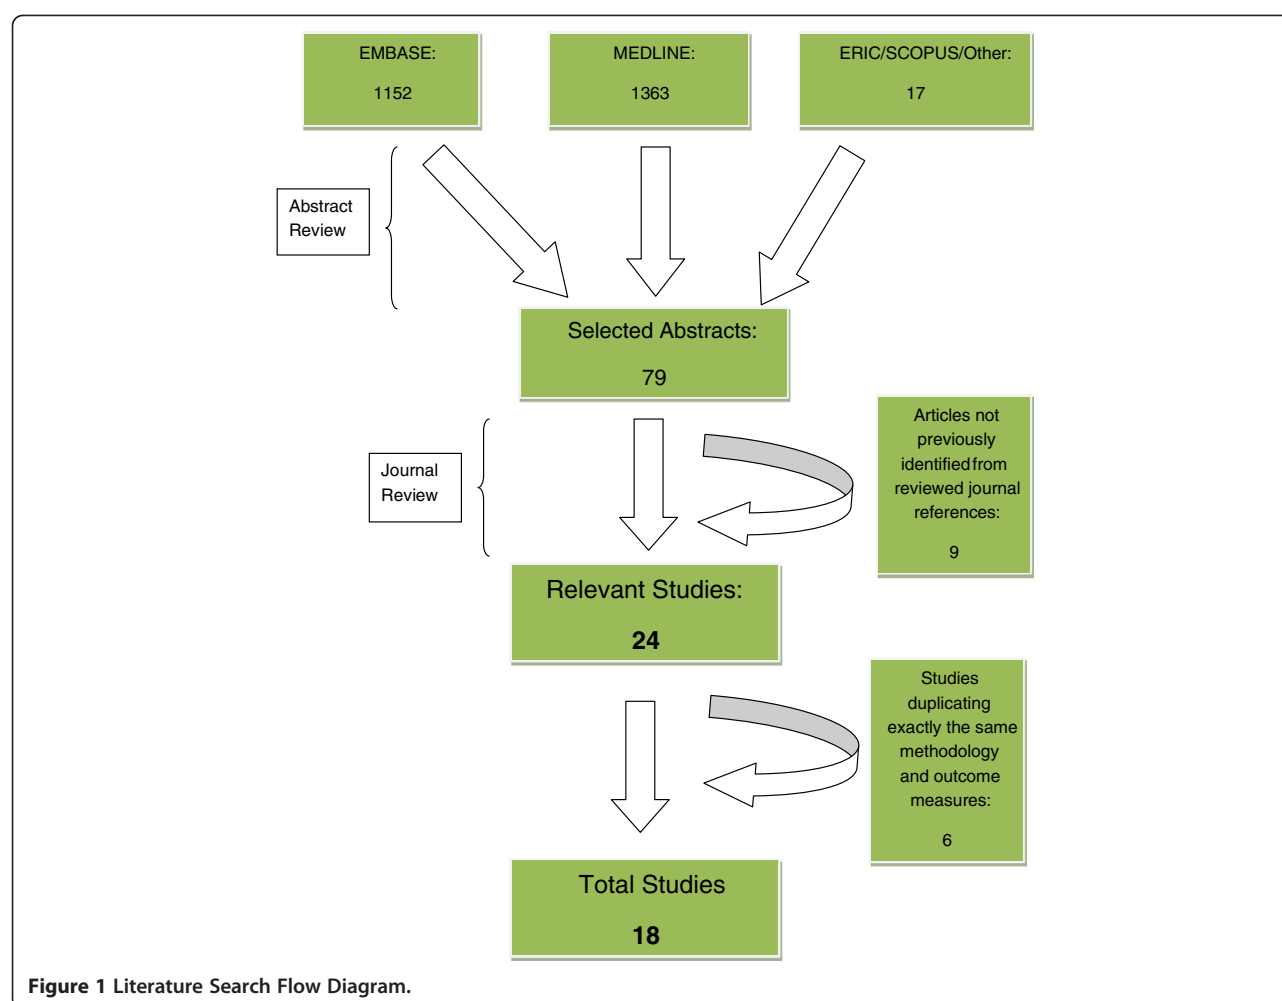 EMBASE:
1152
MEDLINE:
1363
ERIC/SCOPUS/Other:
17
Abstract
Review
Selected Abstracts:
79
Journal
Review
Articles not
previously
identified from
reviewed journal
references:
9
Relevant Studies:
24
Studies
duplicating
exactly the same
methodology
and outcome
measures:
6
Total Studies
18
Figure 1 Literature Search Flow Diagram.